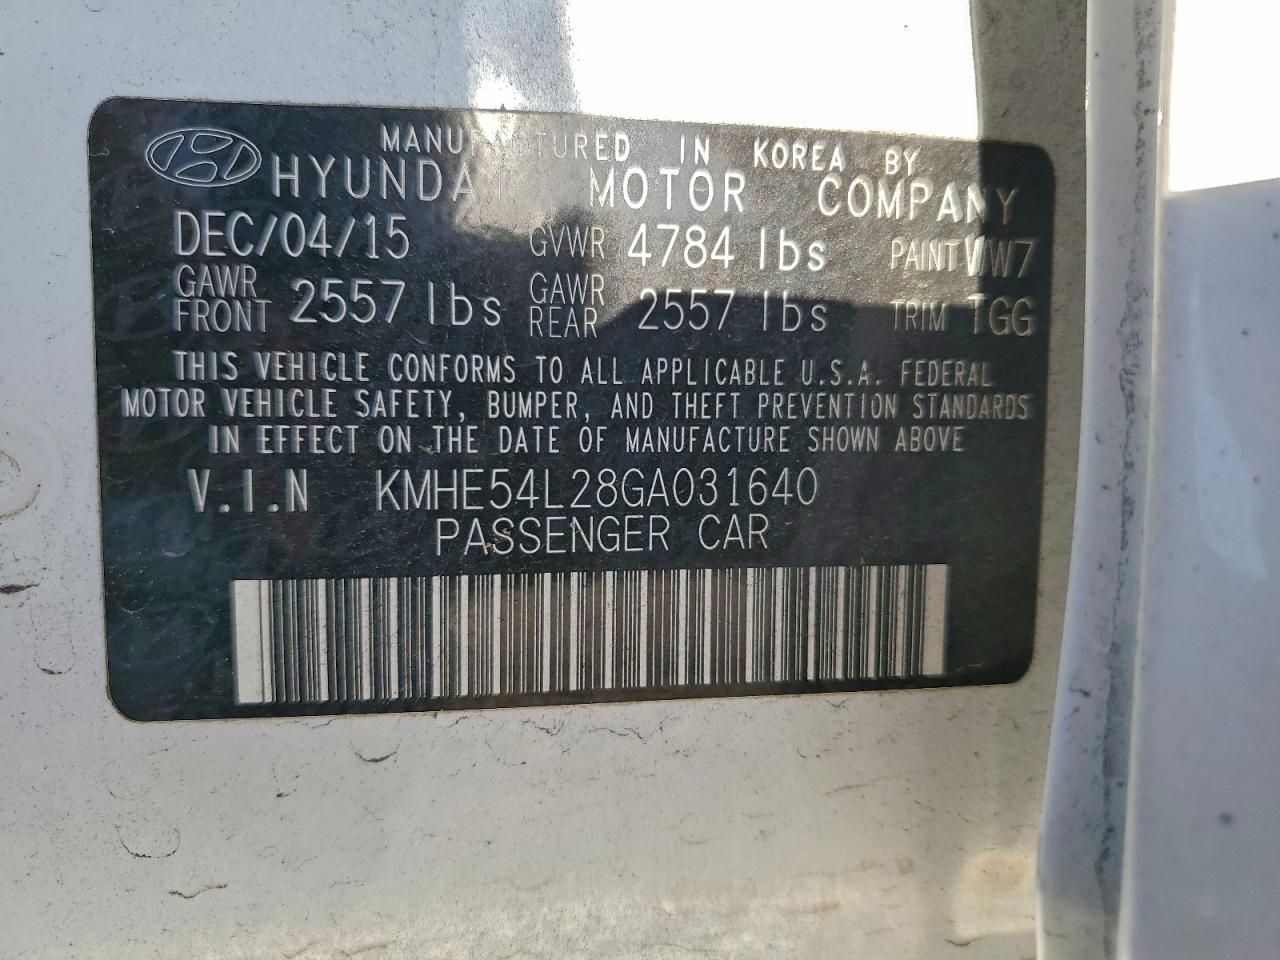 MANUFACTURED IN KOREA BY
HYUNDAI MOTOR COMPANY
DEC/04/15 GVWR 4784 lbs PAINT WW7
GAWR FRONT 2557 lbs GAWR REAR 2557 lbs TRIM TGG
THIS VEHICLE CONFORMS TO ALL APPLICABLE U.S.A. FEDERAL
MOTOR VEHICLE SAFETY, BUMPER, AND THEFT PREVENTION STANDARDS
IN EFFECT ON THE DATE OF MANUFACTURE SHOWN ABOVE
V.I.N KMHE54L28GA031640
PASSENGER CAR